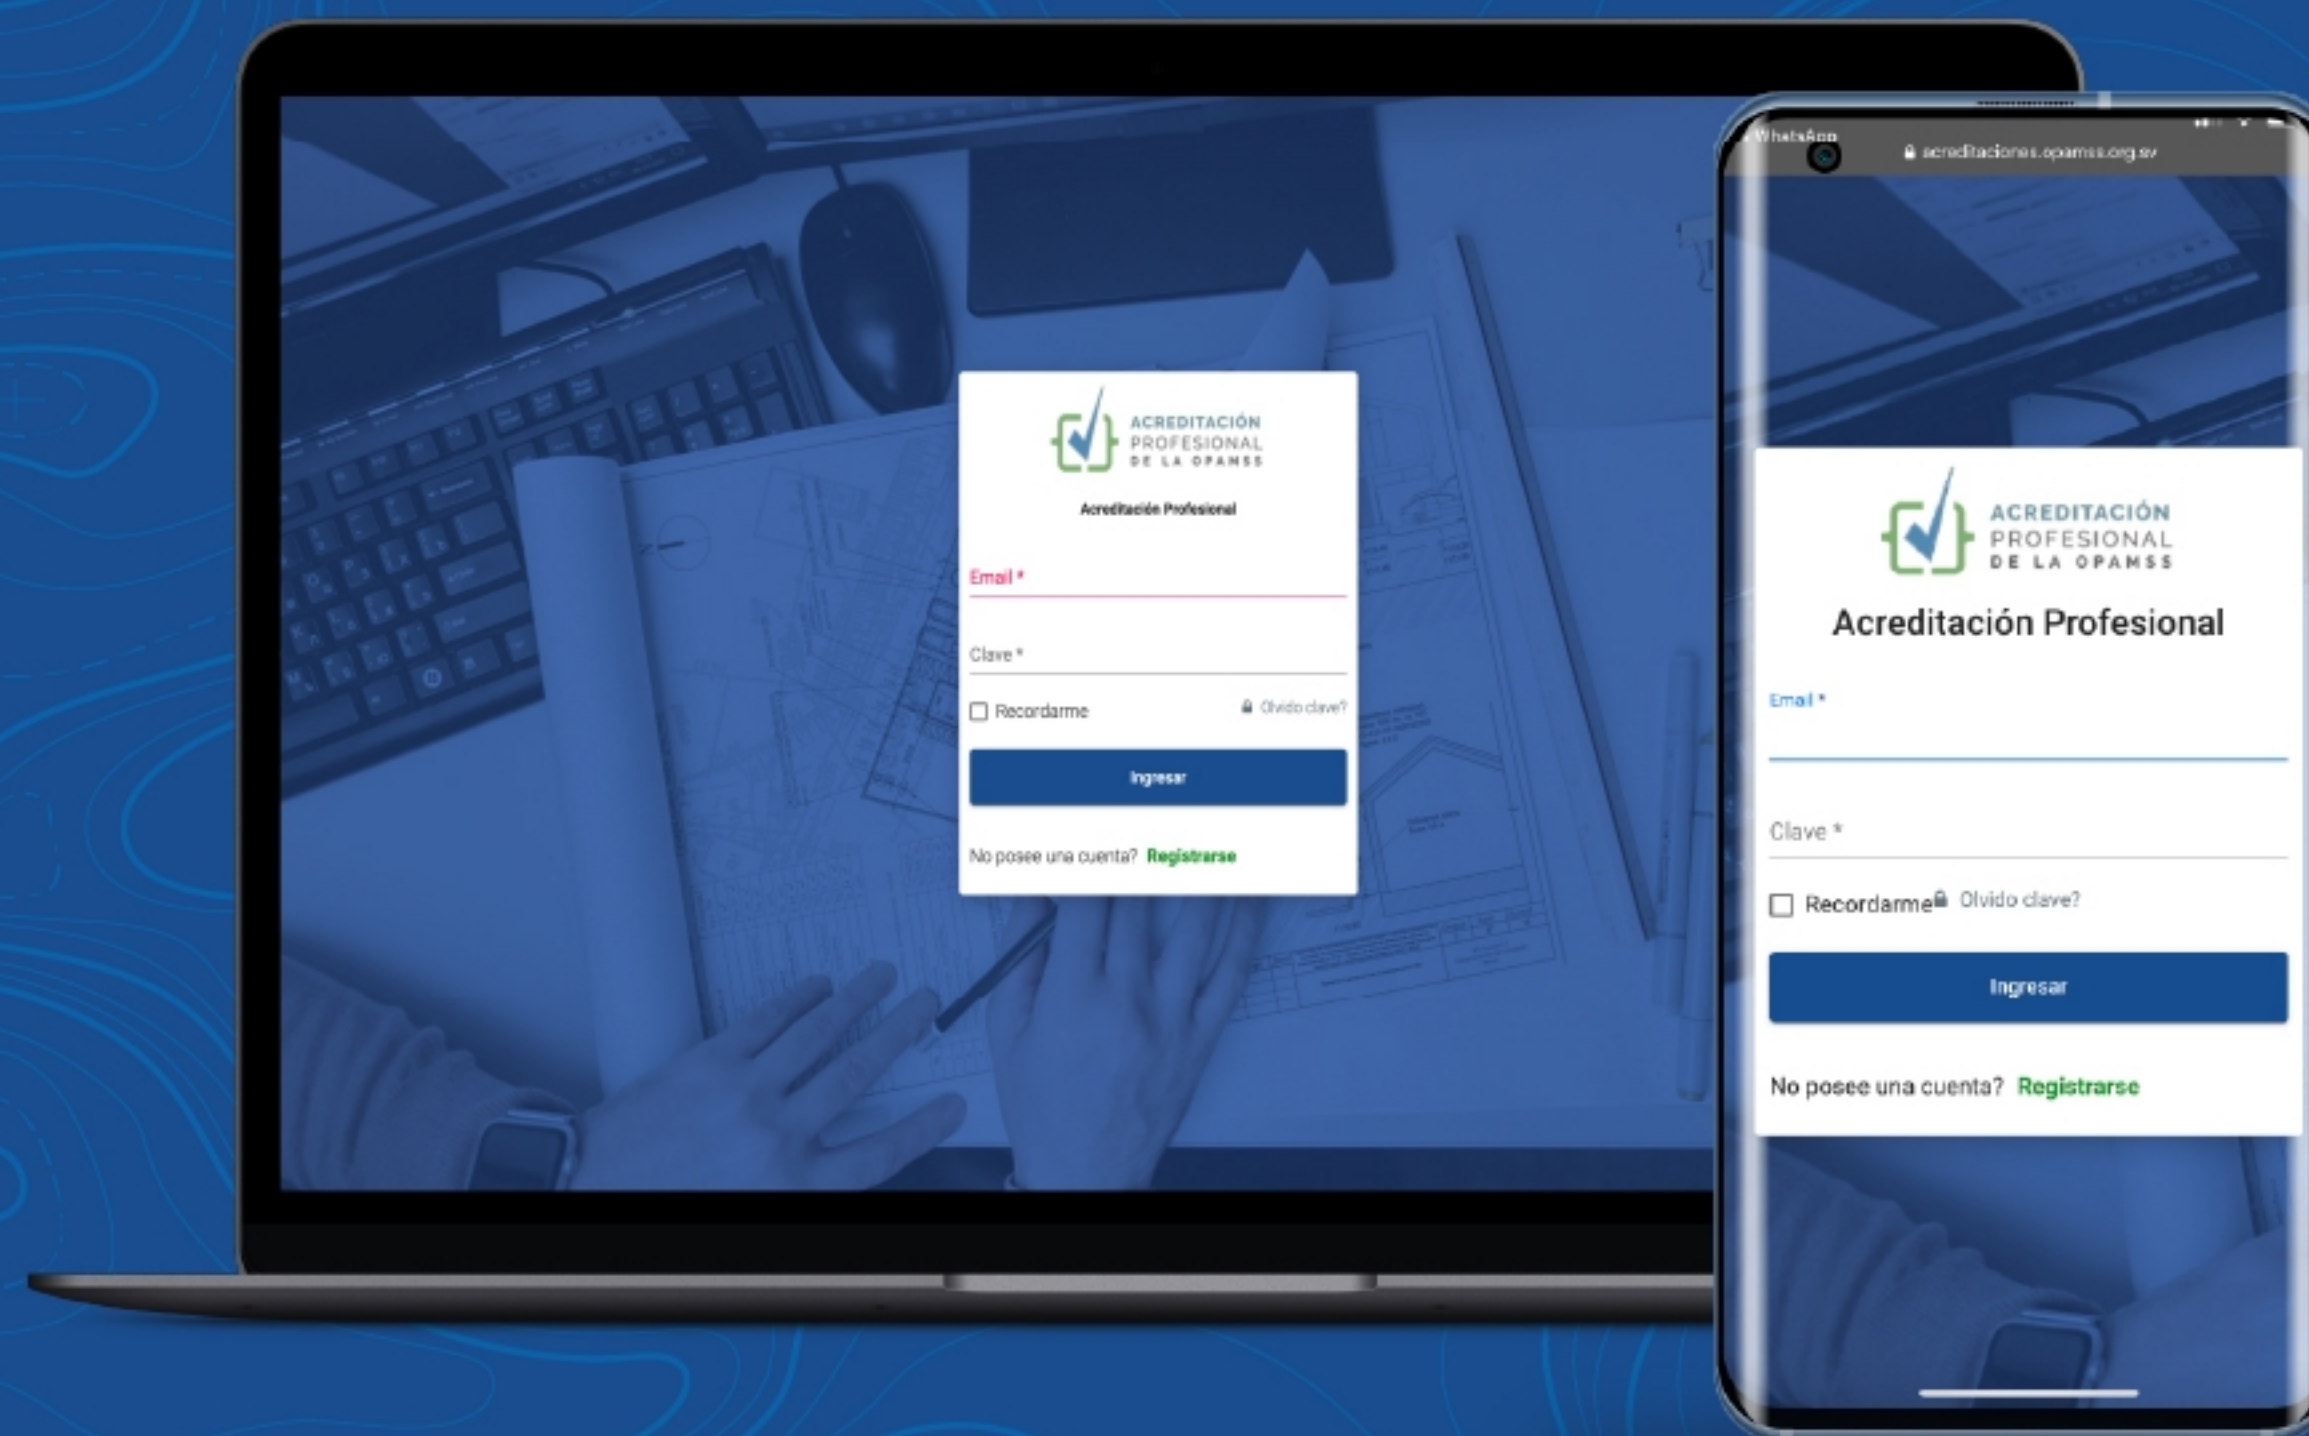 ACREDITACIÓN
PROFESIONAL
DE LA OPAMSS
Acreditación Profesional
Email *
Clave *
Recordarme
Olvido clave?
Ingresar
No posee una cuenta? Registrarse
WhatsApp
acreditaciones.opamss.org.sv
ACREDITACIÓN
PROFESIONAL
DE LA OPAMSS
Acreditación Profesional
Email *
Clave *
Recordarme Olvido clave?
Ingresar
No posee una cuenta? Registrarse